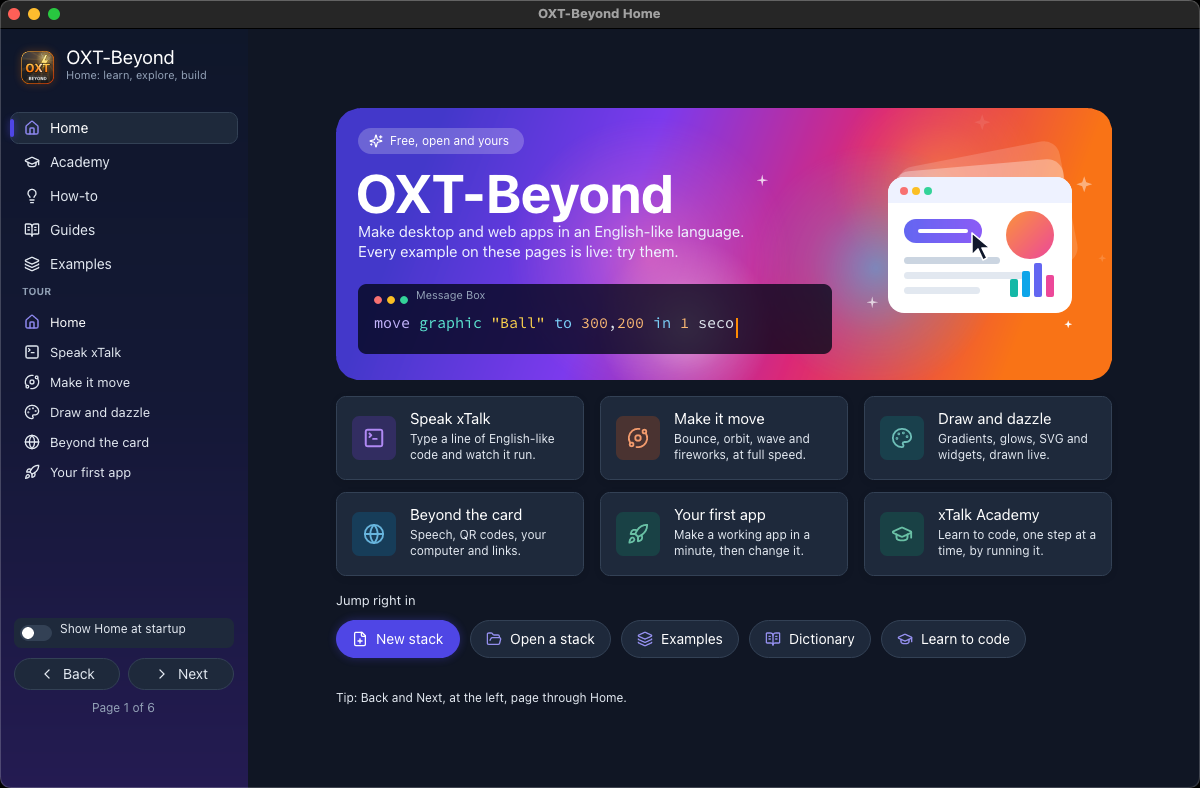 OXT-Beyond Home
OXT
BEYOND
OXT-Beyond
Home: learn, explore, build
Home
Academy
How-to
Guides
Examples
TOUR
Home
Speak xTalk
Make it move
Draw and dazzle
Beyond the card
Your first app
Show Home at startup
Back
Next
Page 1 of 6
Free, open and yours
OXT-Beyond
Make desktop and web apps in an English-like language.
Every example on these pages is live: try them.
Message Box
move graphic "Ball" to 300,200 in 1 seco
Speak xTalk
Type a line of English-like
code and watch it run.
Make it move
Bounce, orbit, wave and
fireworks, at full speed.
Draw and dazzle
Gradients, glows, SVG and
widgets, drawn live.
Beyond the card
Speech, QR codes, your
computer and links.
Your first app
Make a working app in a
minute, then change it.
xTalk Academy
Learn to code, one step at a
time, by running it.
Jump right in
New stack
Open a stack
Examples
Dictionary
Learn to code
Tip: Back and Next, at the left, page through Home.